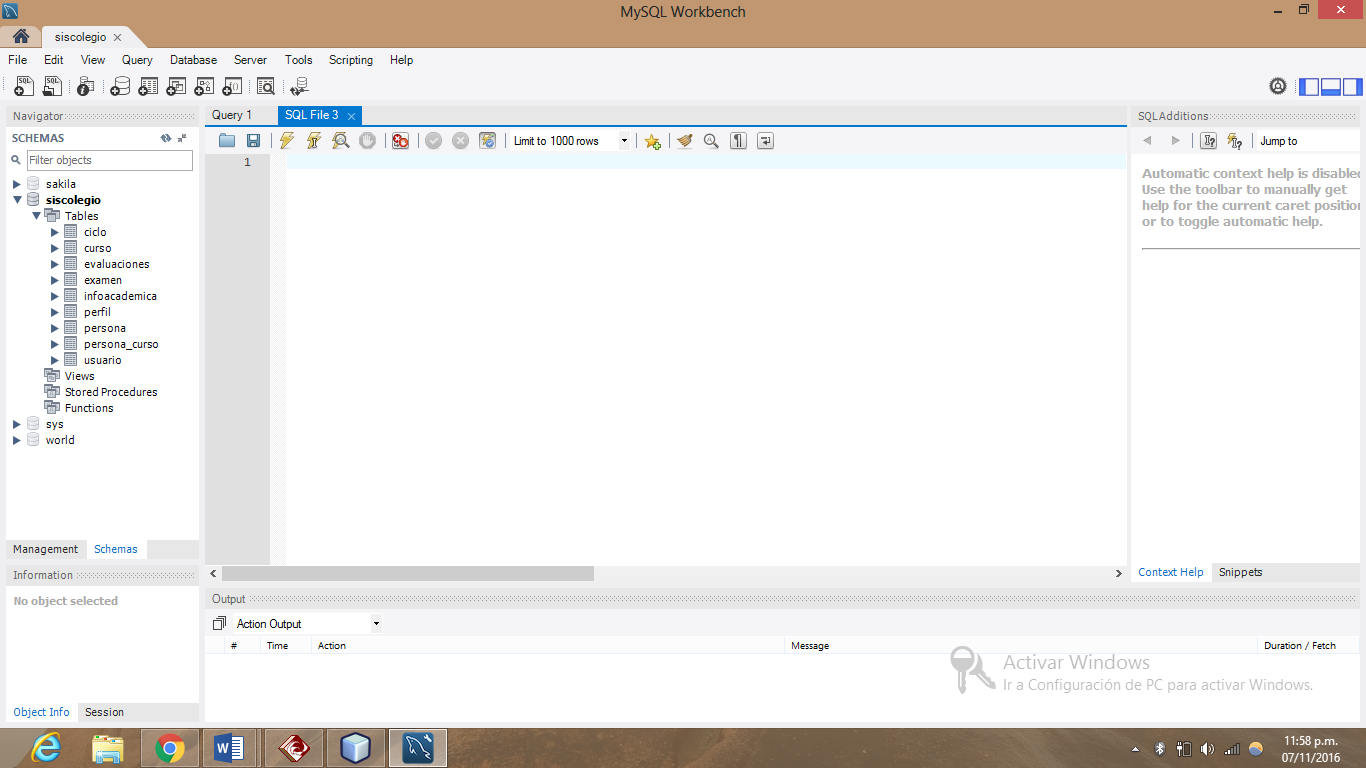 MySQL Workbench
siscolegio
File Edit View Query Database Server Tools Scripting Help
Navigator
SCHEMAS
Filter objects
sakila
siscolegio
Tables
ciclo
curso
evaluaciones
examen
infoacademica
perfil
persona
persona_curso
usuario
Views
Stored Procedures
Functions
sys
world
Management Schemas
Information
No object selected
Object Info Session
Query 1 SQL File 3
Limit to 1000 rows
1
SQLAdditions
Jump to
Automatic context help is disabled
Use the toolbar to manually get
help for the current caret position
or to toggle automatic help.
Context Help Snippets
Output
Action Output
# Time Action Message Duration / Fetch
Activar Windows
Ir a Configuración de PC para activar Windows.
11:58 p.m.
07/11/2016